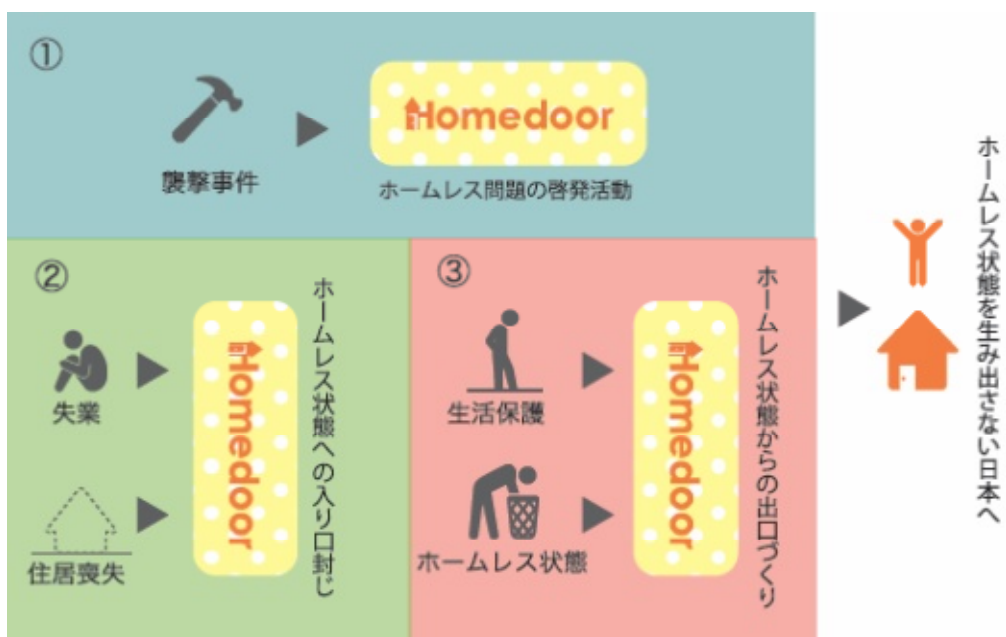 ①
襲撃事件
Homedoor
ホームレス問題の啓発活動
②
失業
住居喪失
Homedoor
ホームレス状態への入り口封じ
③
生活保護
ホームレス状態
Homedoor
ホームレス状態からの出口づくり
ホームレス状態を生み出さない日本へ